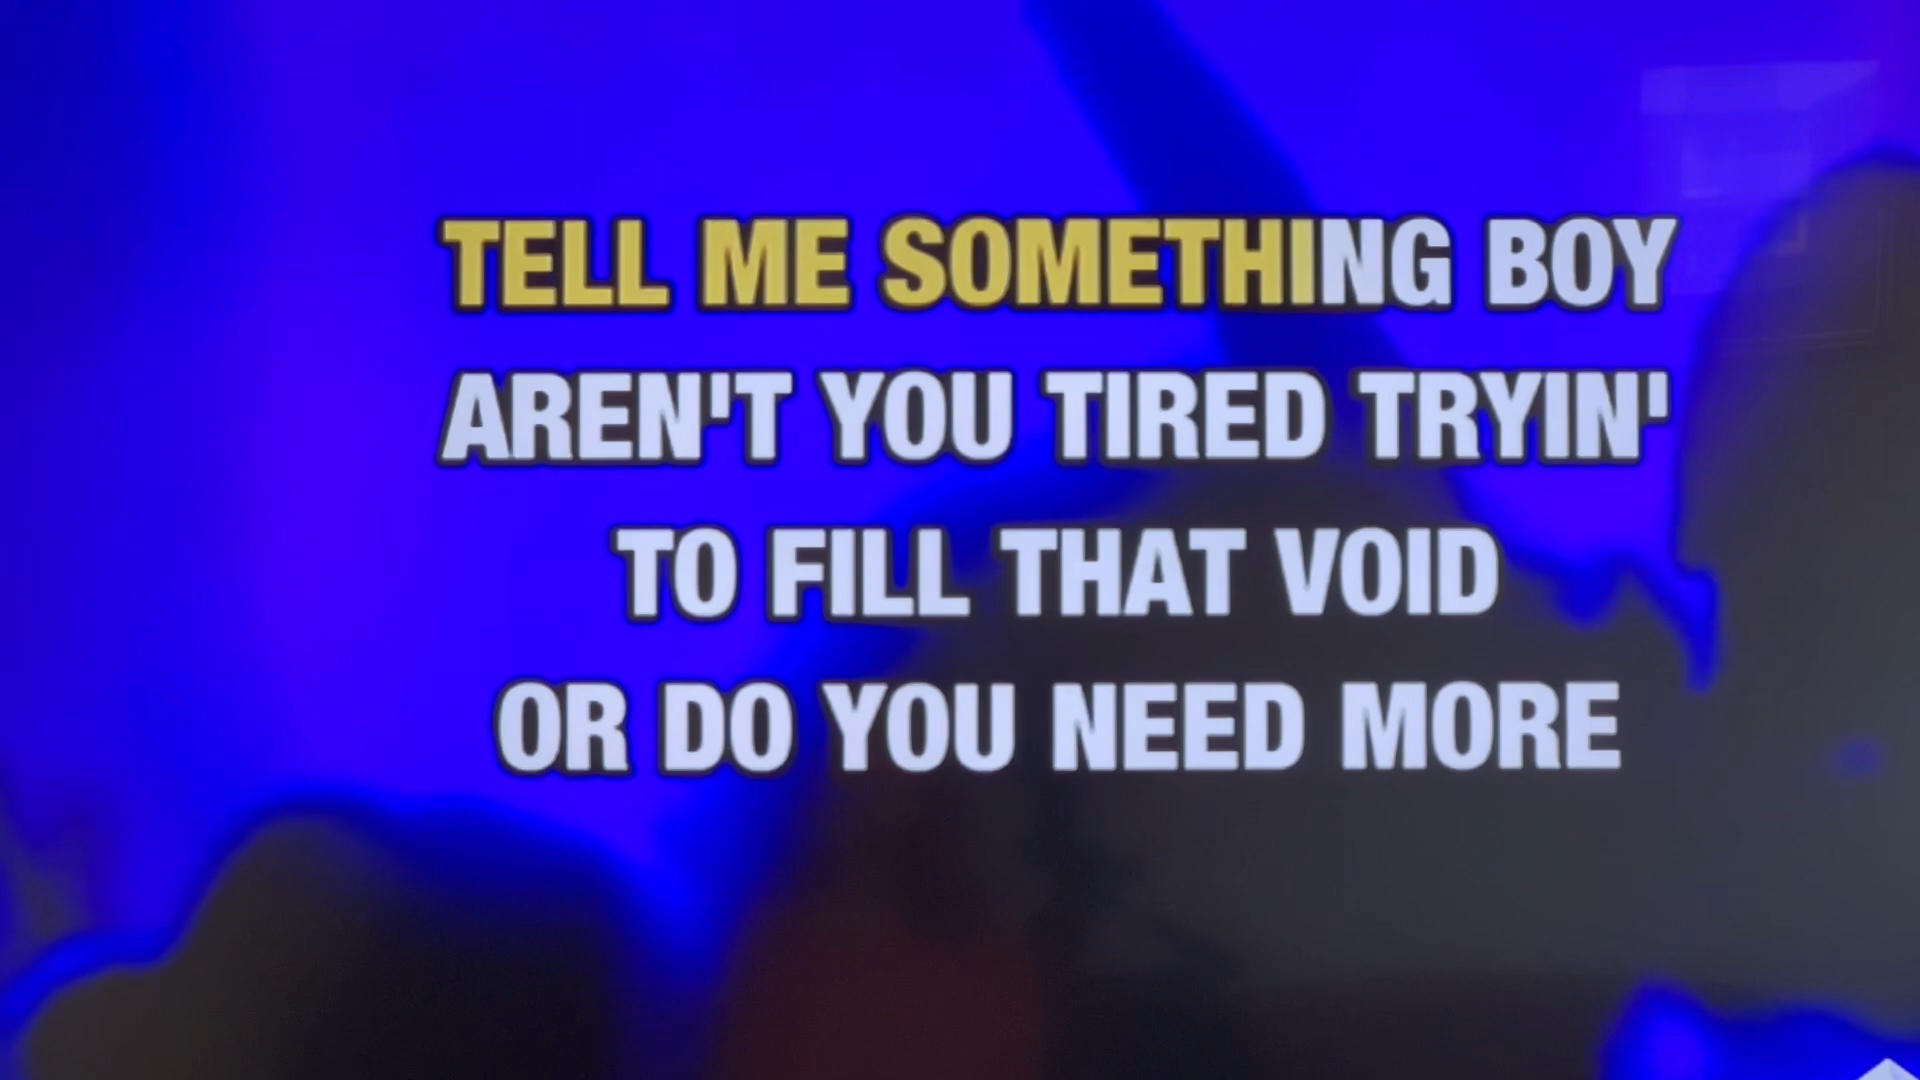 TELL ME SOMETHING BOY
AREN'T YOU TIRED TRYIN'
TO FILL THAT VOID
OR DO YOU NEED MORE